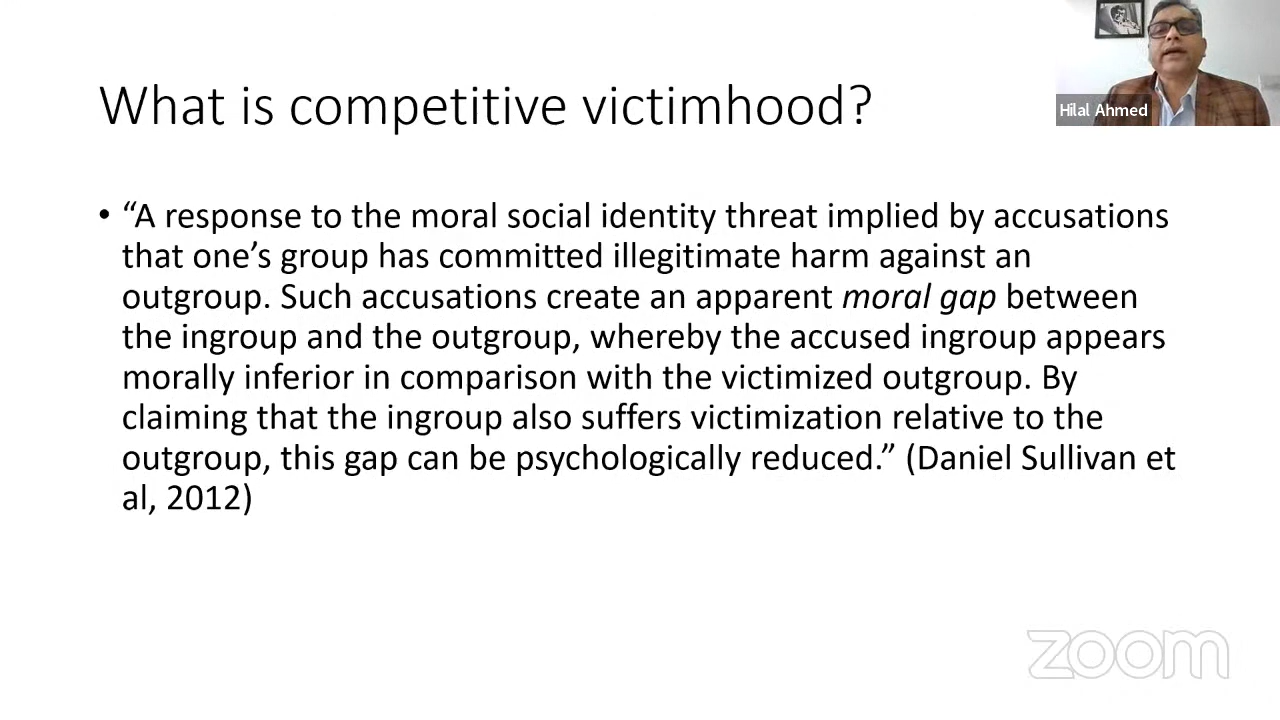 What is competitive victimhood?
Hilal Ahmed
• “A response to the moral social identity threat implied by accusations
that one’s group has committed illegitimate harm against an
outgroup. Such accusations create an apparent moral gap between
the ingroup and the outgroup, whereby the accused ingroup appears
morally inferior in comparison with the victimized outgroup. By
claiming that the ingroup also suffers victimization relative to the
outgroup, this gap can be psychologically reduced.” (Daniel Sullivan et
al, 2012)
zoom